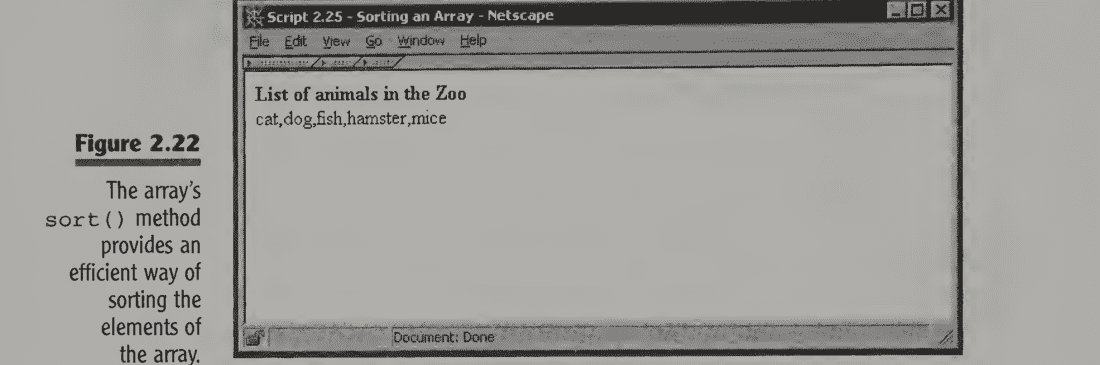 Script 2.25 - Sorting an Array - Netscape
File Edit View Go Window Help
List of animals in the Zoo
cat,dog,fish,hamster,mice
Document: Done
Figure 2.22
The array's
sort() method
provides an
efficient way of
sorting the
elements of
the array.